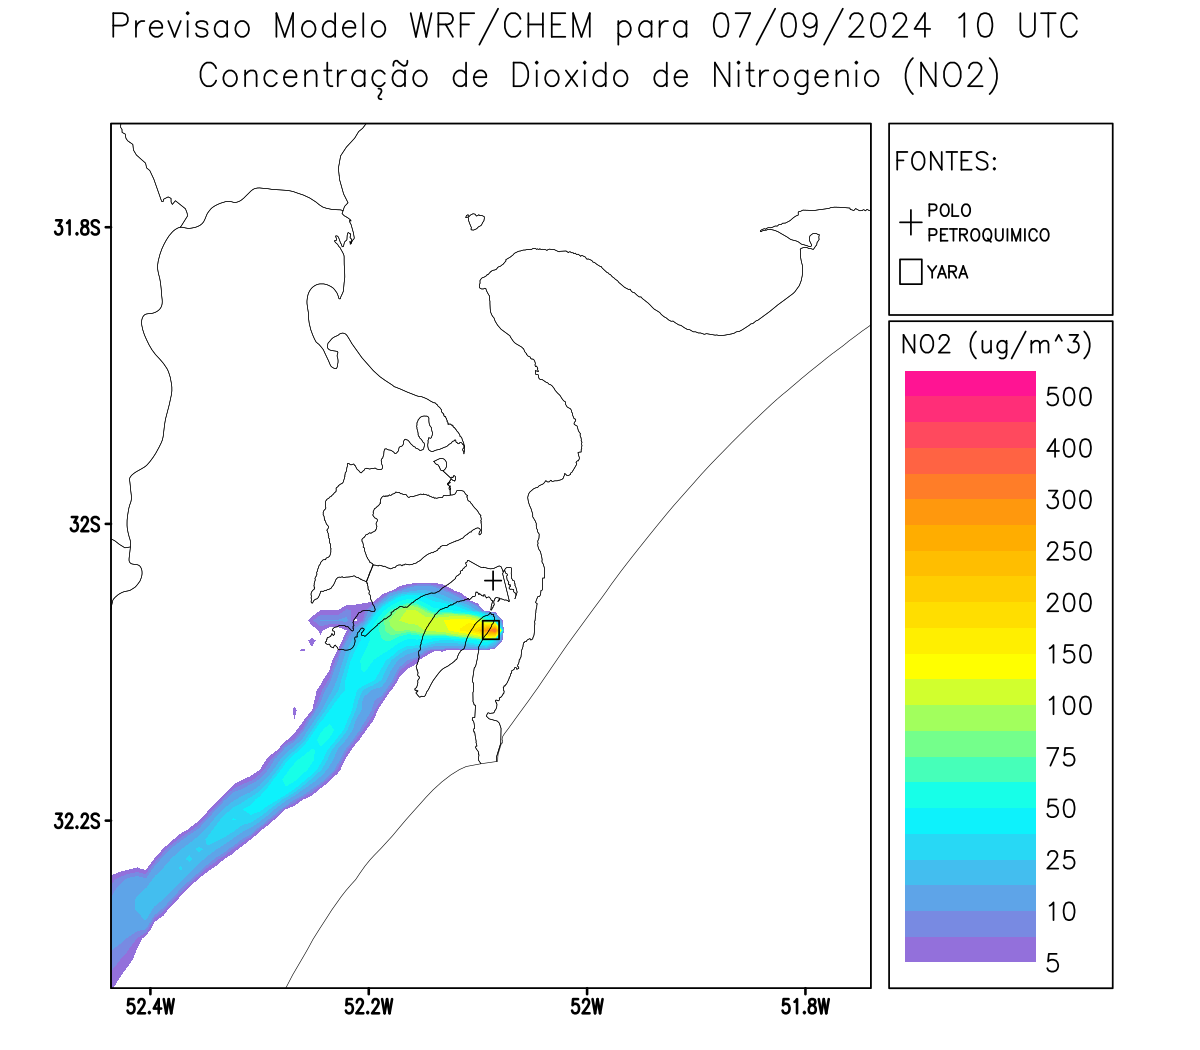 Previsao Modelo WRF/CHEM para 07/09/2024 10 UTC
Concentração de Dioxido de Nitrogenio (NO2)
FONTES:
POLO
PETROQUIMICO
YARA
NO2 (ug/m^3)
500
400
300
250
200
150
100
75
50
25
10
5
31.8S
32S
32.2S
52.4W
52.2W
52W
51.8W